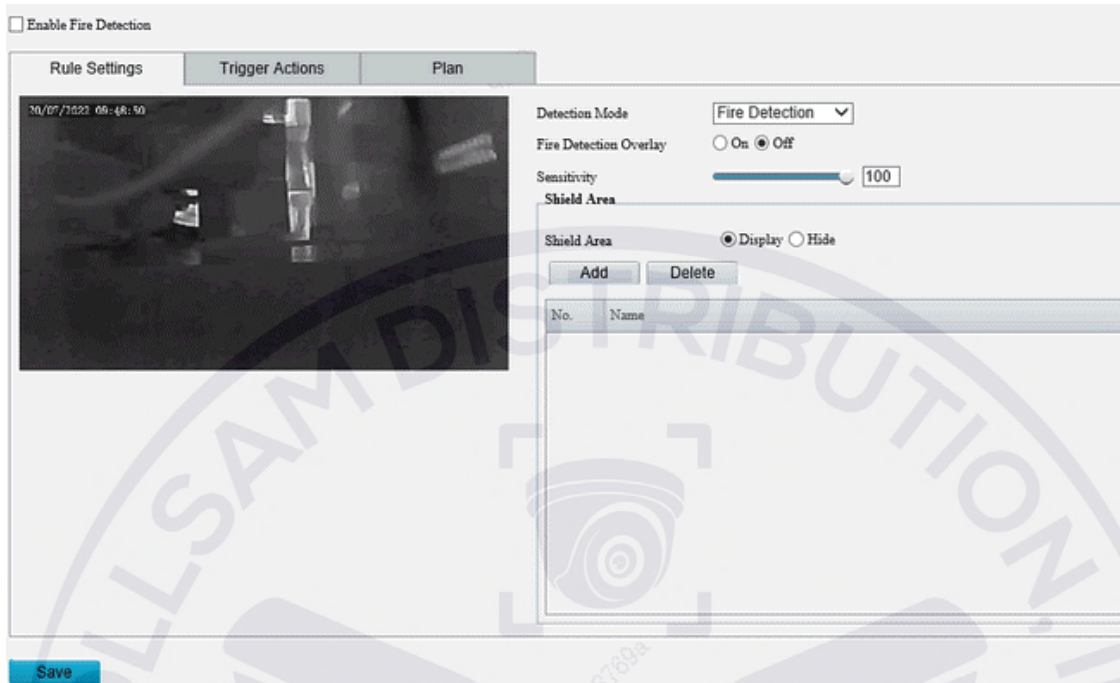 Enable Fire Detection
Rule Settings
Trigger Actions
Plan
20/07/2022 09:48:50
Detection Mode
Fire Detection
Fire Detection Overlay
On
Off
Sensitivity
100
Shield Area
Shield Area
Display
Hide
Add
Delete
No.
Name
DISTRIBUTION,
Save